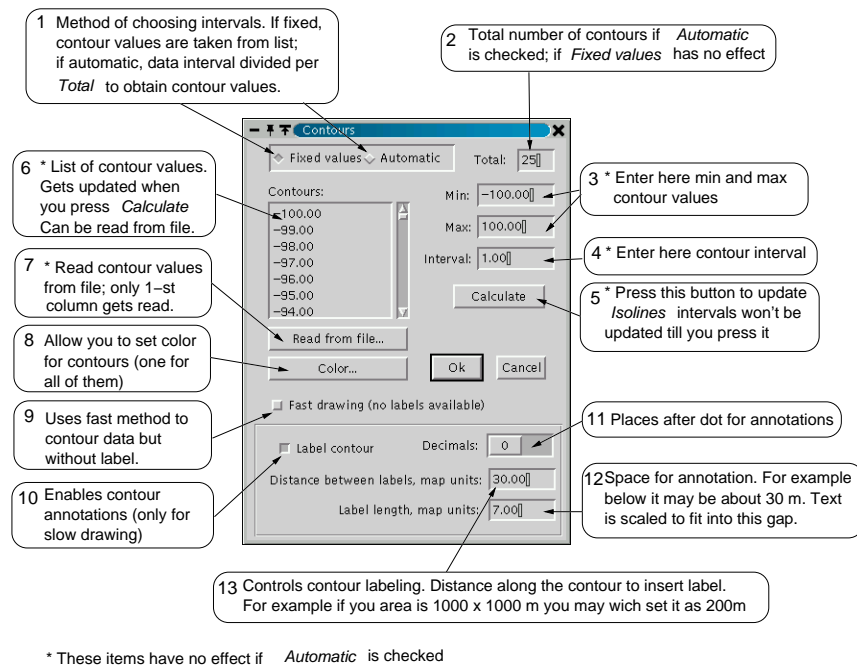 1 Method of choosing intervals. If fixed,
contour values are taken from list;
if automatic, data interval divided per
Total to obtain contour values.
2 Total number of contours if Automatic
is checked; if Fixed values has no effect
Contours
Fixed values Automatic
Total: 25
6 * List of contour values.
Gets updated when
you press Calculate
Can be read from file.
Contours:
-100.00
-99.00
-98.00
-97.00
-96.00
-95.00
-94.00
Min: -100.00
Max: 100.00
Interval: 1.00
Calculate
3 * Enter here min and max
contour values
4 * Enter here contour interval
5 * Press this button to update
Isolines intervals won't be
updated till you press it
7 * Read contour values
from file; only 1-st
column gets read.
Read from file...
8 Allow you to set color
for contours (one for
all of them)
Color...
Ok
Cancel
9 Uses fast method to
contour data but
without label.
Fast drawing (no labels available)
10 Enables contour
annotations (only for
slow drawing)
Label contour
Decimals: 0
11 Places after dot for annotations
Distance between labels, map units: 30.00
Label length, map units: 7.00
12 Space for annotation. For example
below it may be about 30 m. Text
is scaled to fit into this gap.
13 Controls contour labeling. Distance along the contour to insert label.
For example if you area is 1000 x 1000 m you may wich set it as 200m
* These items have no effect if Automatic is checked